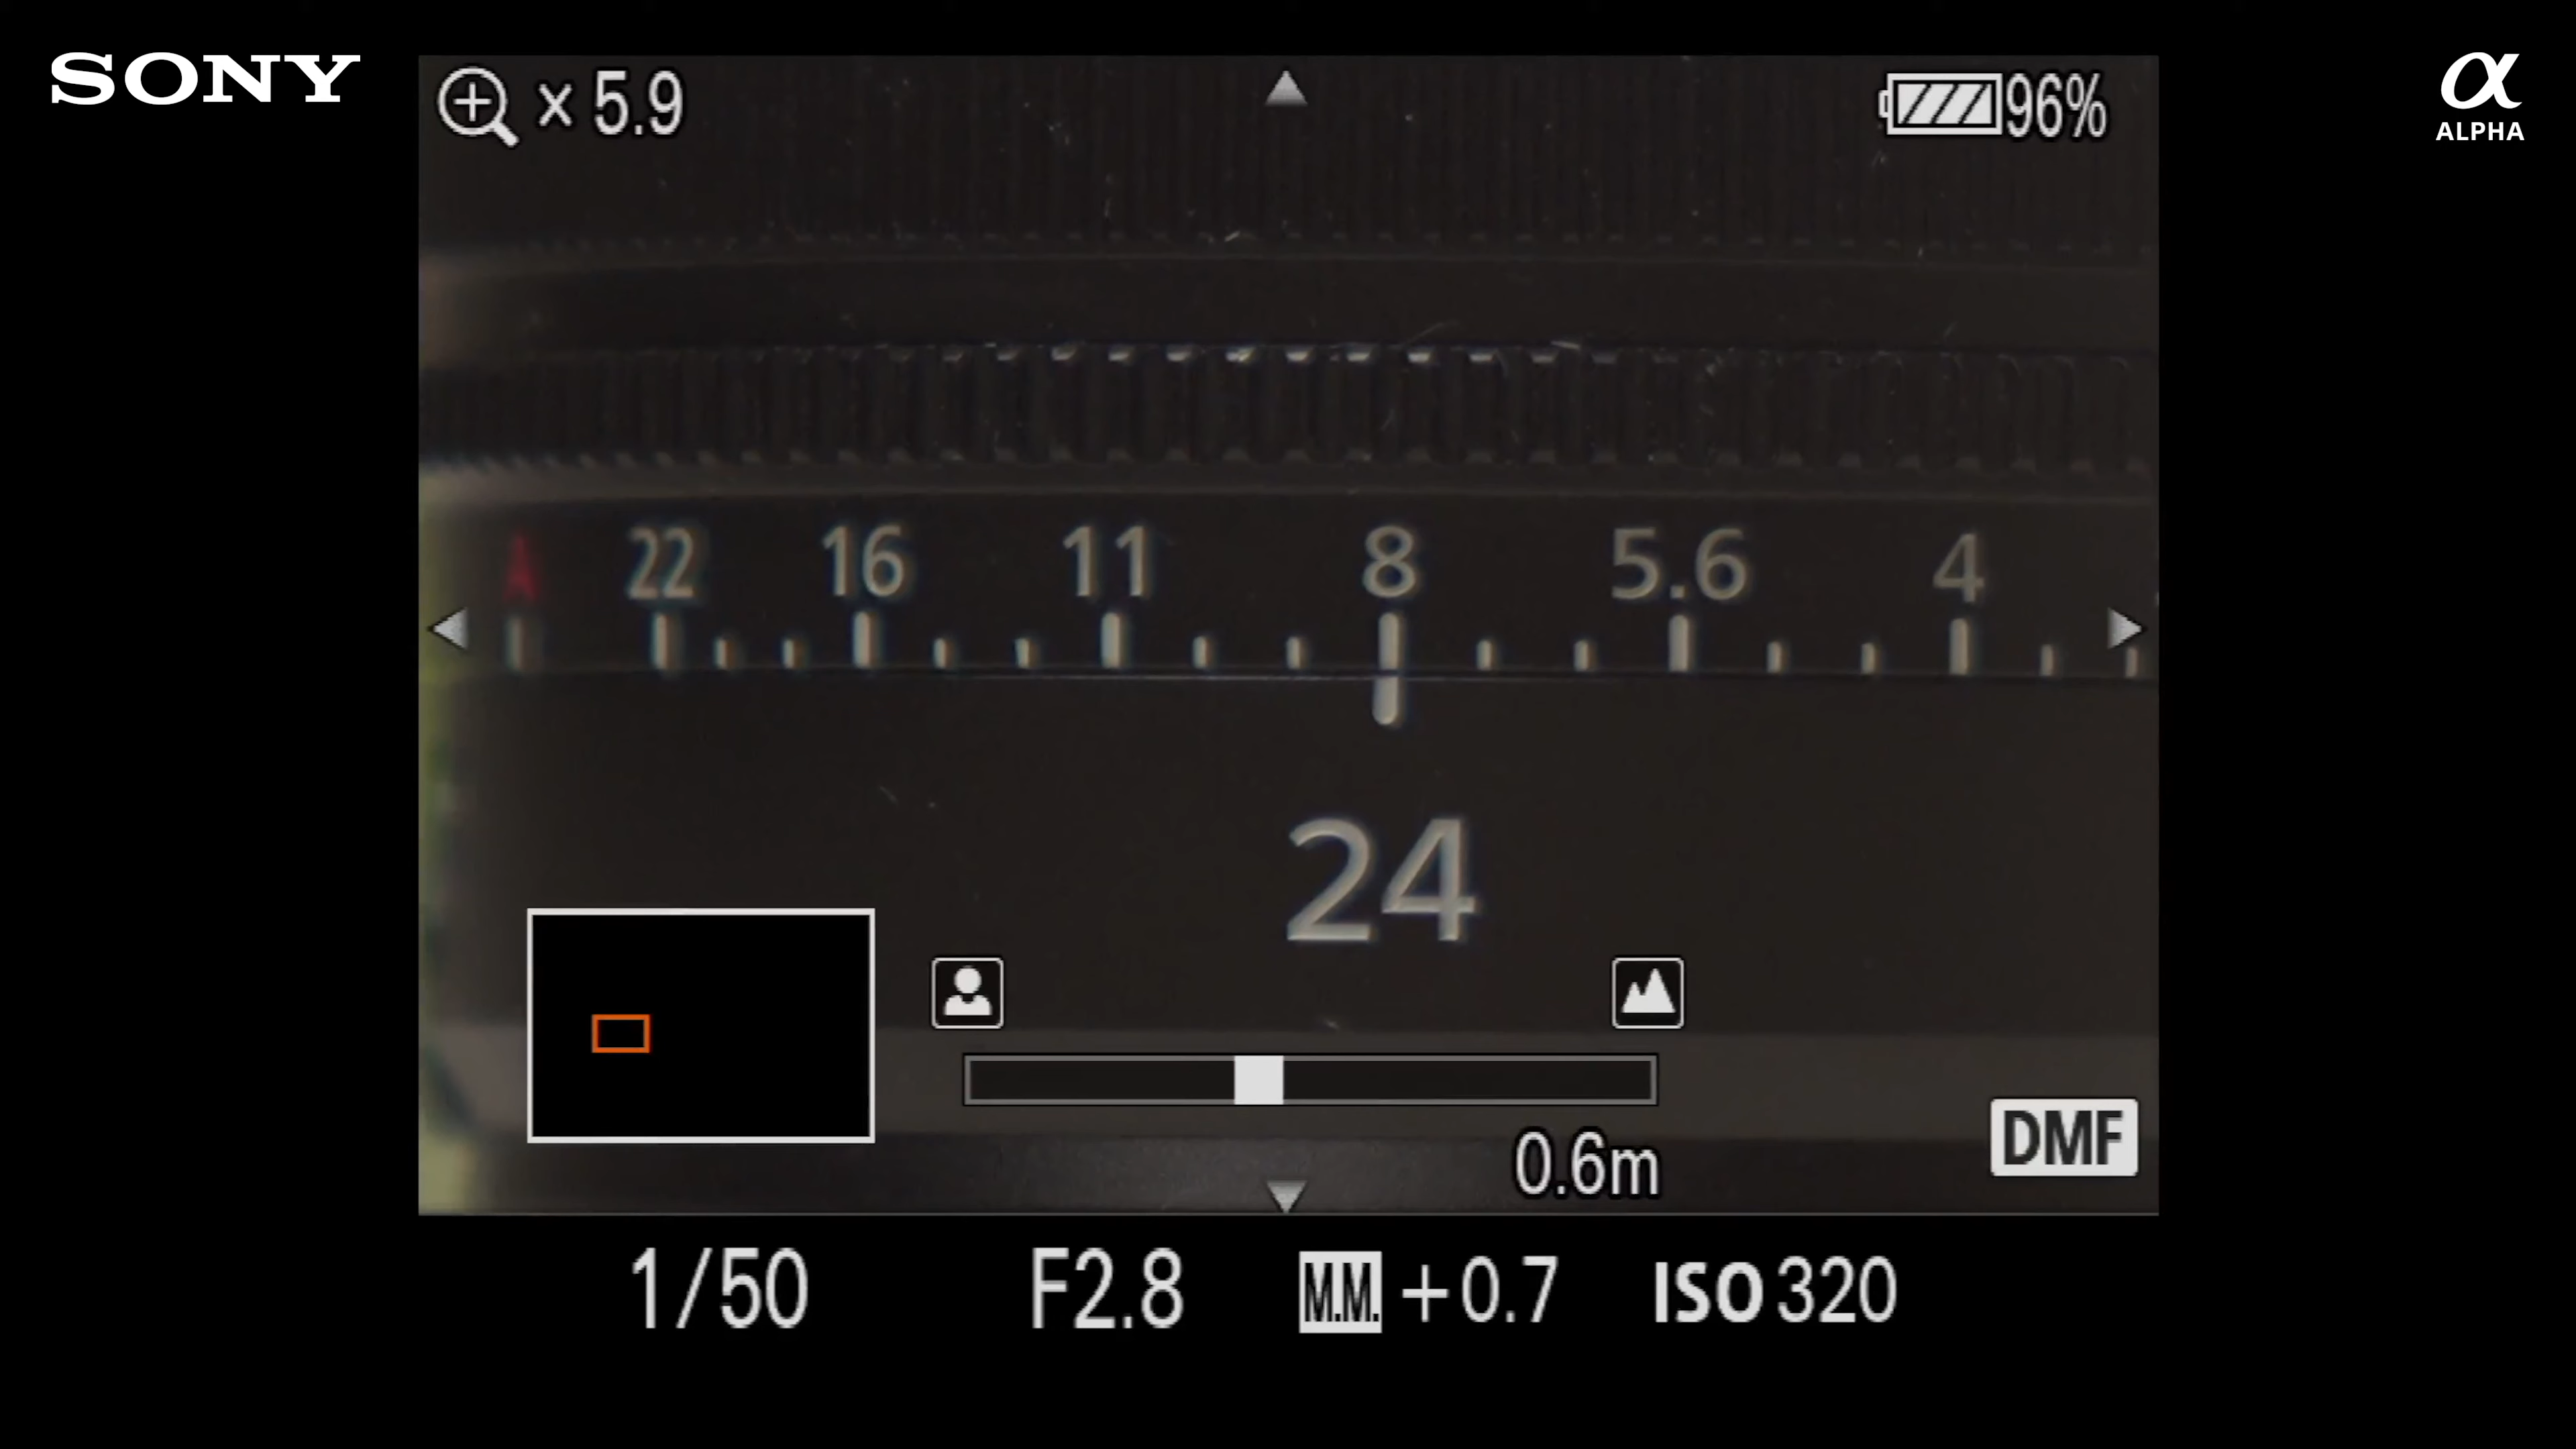 SONY
× 5.9
96%
α
ALPHA
A 22 16 11 8 5.6 4
24
0.6m
DMF
1/50 F2.8 M.M. +0.7 ISO 320